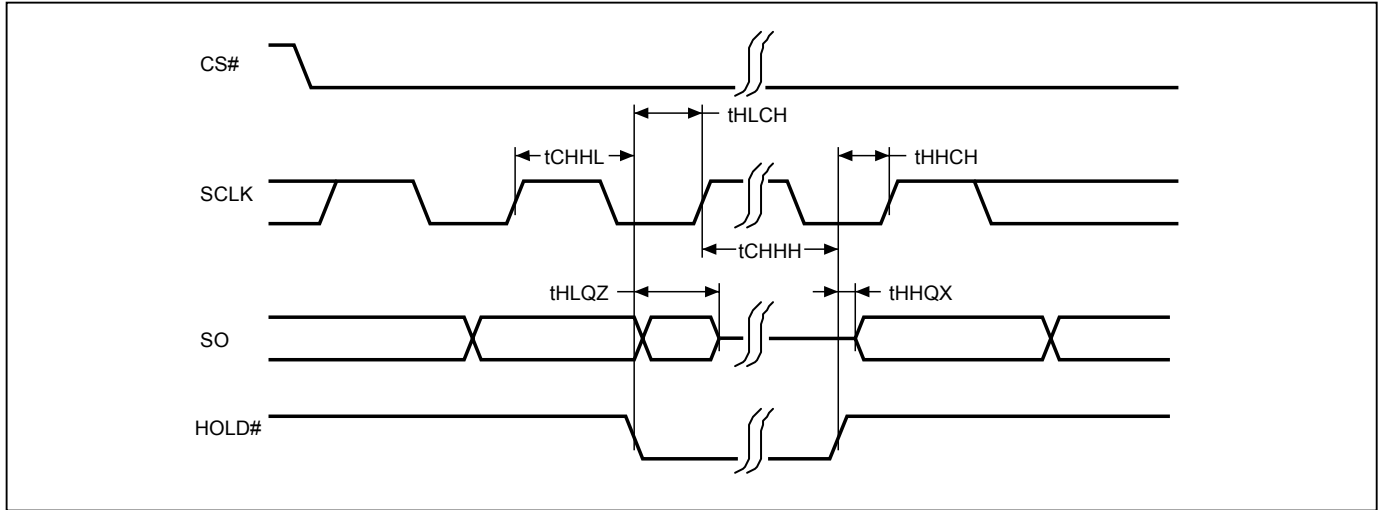 CS#
tHLCH
tCHHL
tHHCH
SCLK
tCHHH
tHLQZ
tHHQX
SO
HOLD#